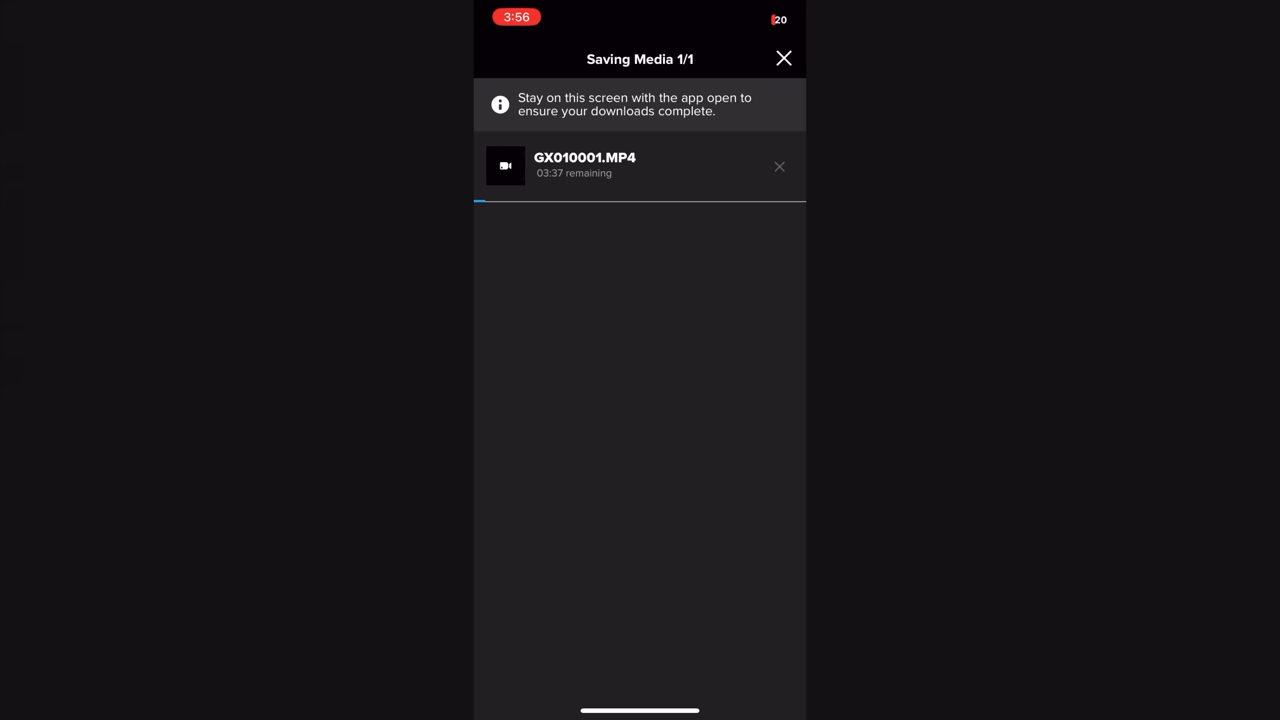 3:56
20
Saving Media 1/1
Stay on this screen with the app open to
ensure your downloads complete.
GX010001.MP4
03:37 remaining